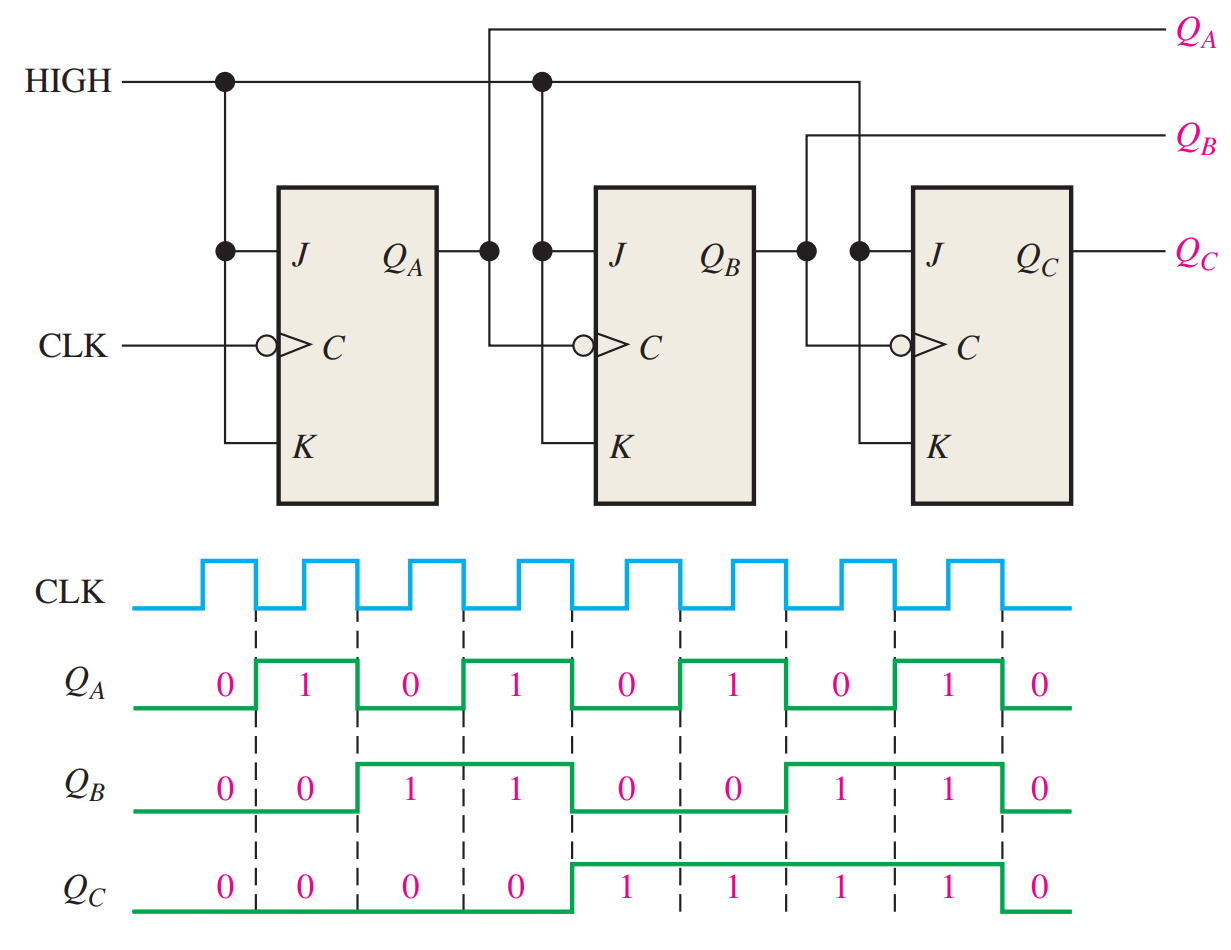 Q_A
HIGH
Q_B
J Q_A J Q_B J Q_C Q_C
CLK C C C
K K K
CLK
Q_A 0 1 0 1 0 1 0 1 0
Q_B 0 0 1 1 0 0 1 1 0
Q_C 0 0 0 0 1 1 1 1 0